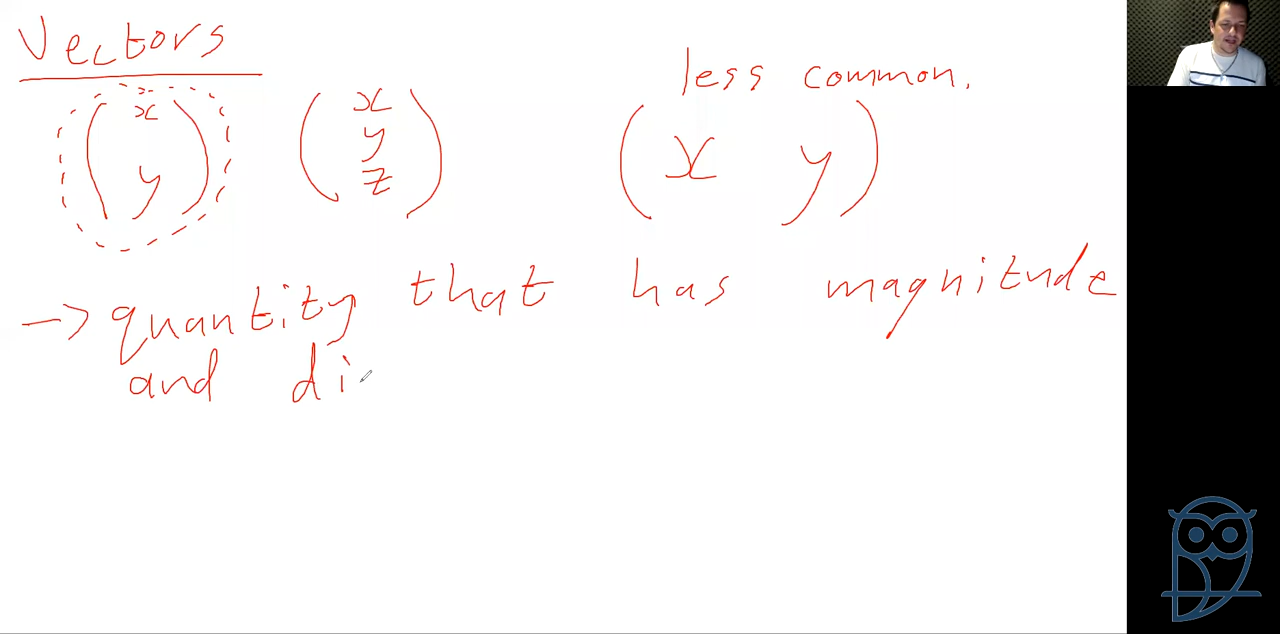 Vectors
less common.
(x y) (x y z) (x y)
→ quantity that has magnitude
and di